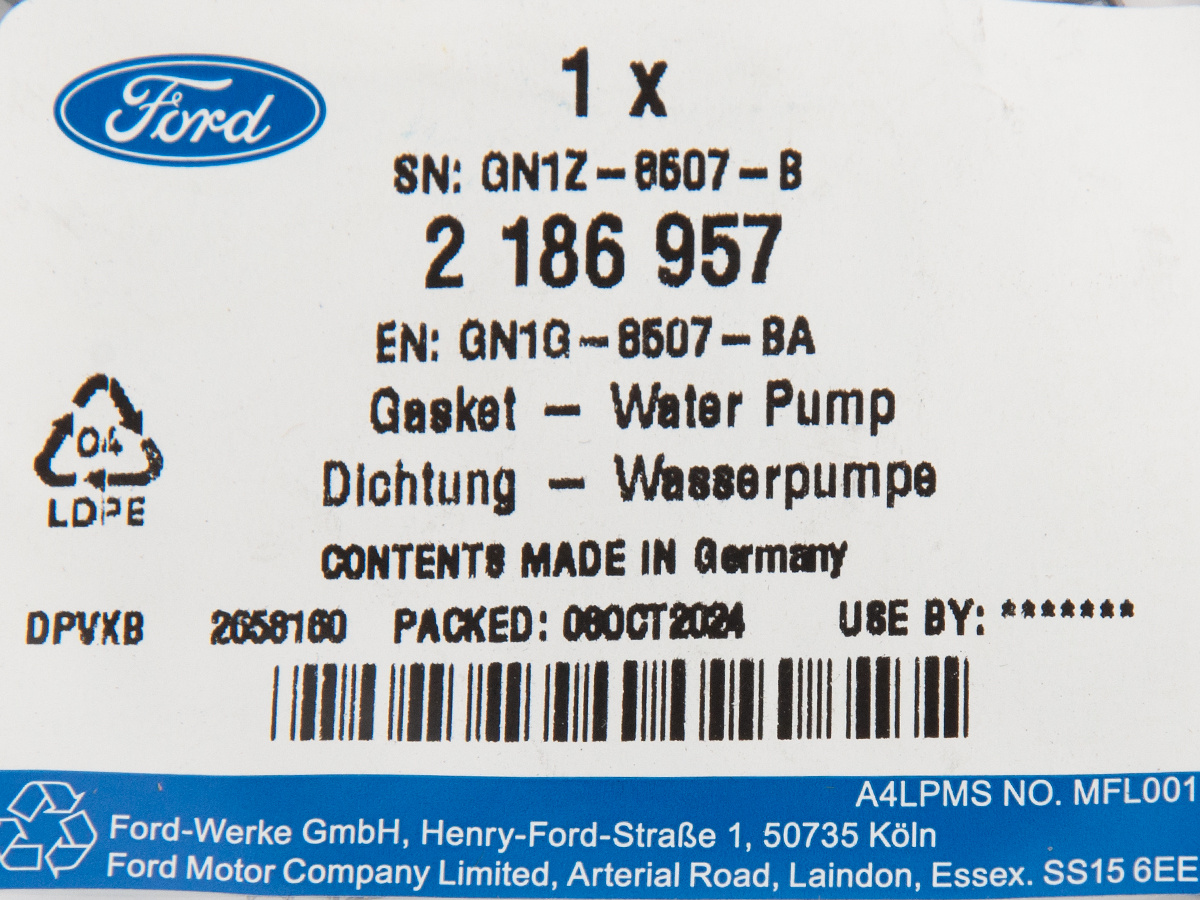 Ford
1 x
SN: GN1Z-8507-B
2 186 957
EN: GN1G-8507-BA
Gasket - Water Pump
Dichtung - Wasserpumpe
04
LDPE
CONTENTS MADE IN Germany
DPVXB 2658160 PACKED: 08OCT2024 USE BY: *******
A4LPMS NO. MFL001
Ford-Werke GmbH, Henry-Ford-Straße 1, 50735 Köln
Ford Motor Company Limited, Arterial Road, Laindon, Essex. SS15 6EE